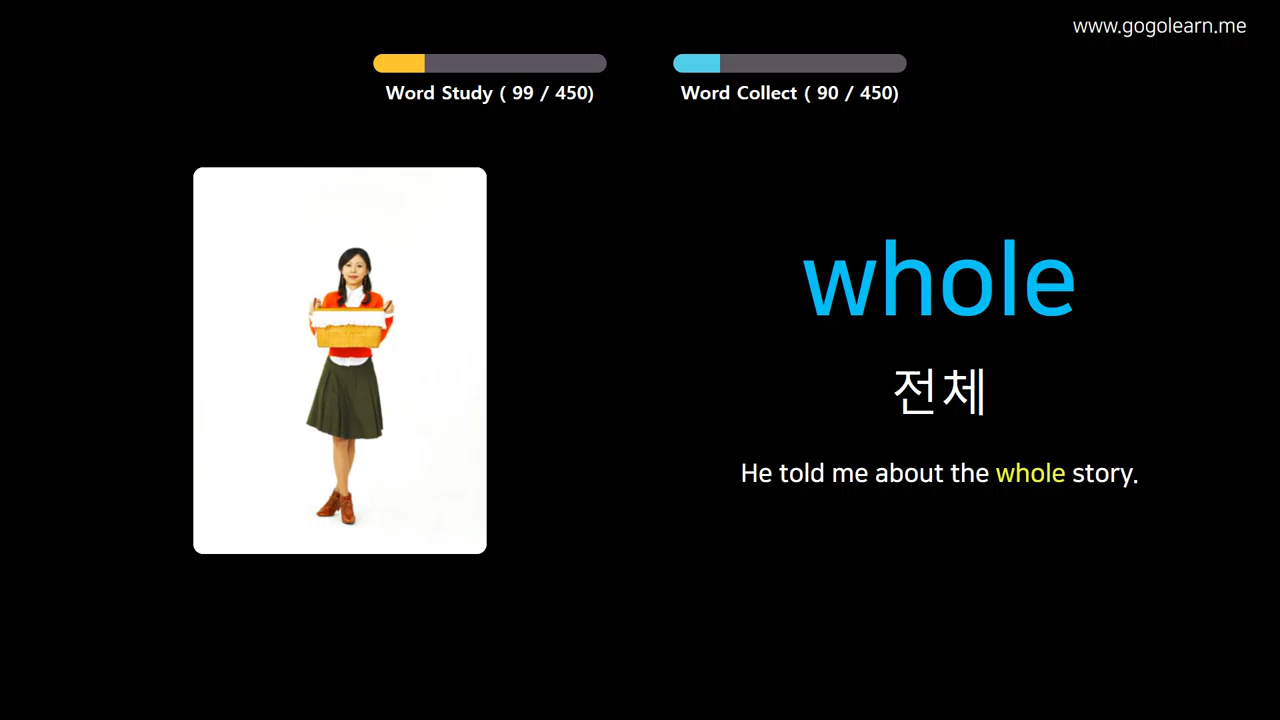 www.gogolearn.me
Word Study ( 99 / 450)
Word Collect ( 90 / 450)
whole
전체
He told me about the whole story.